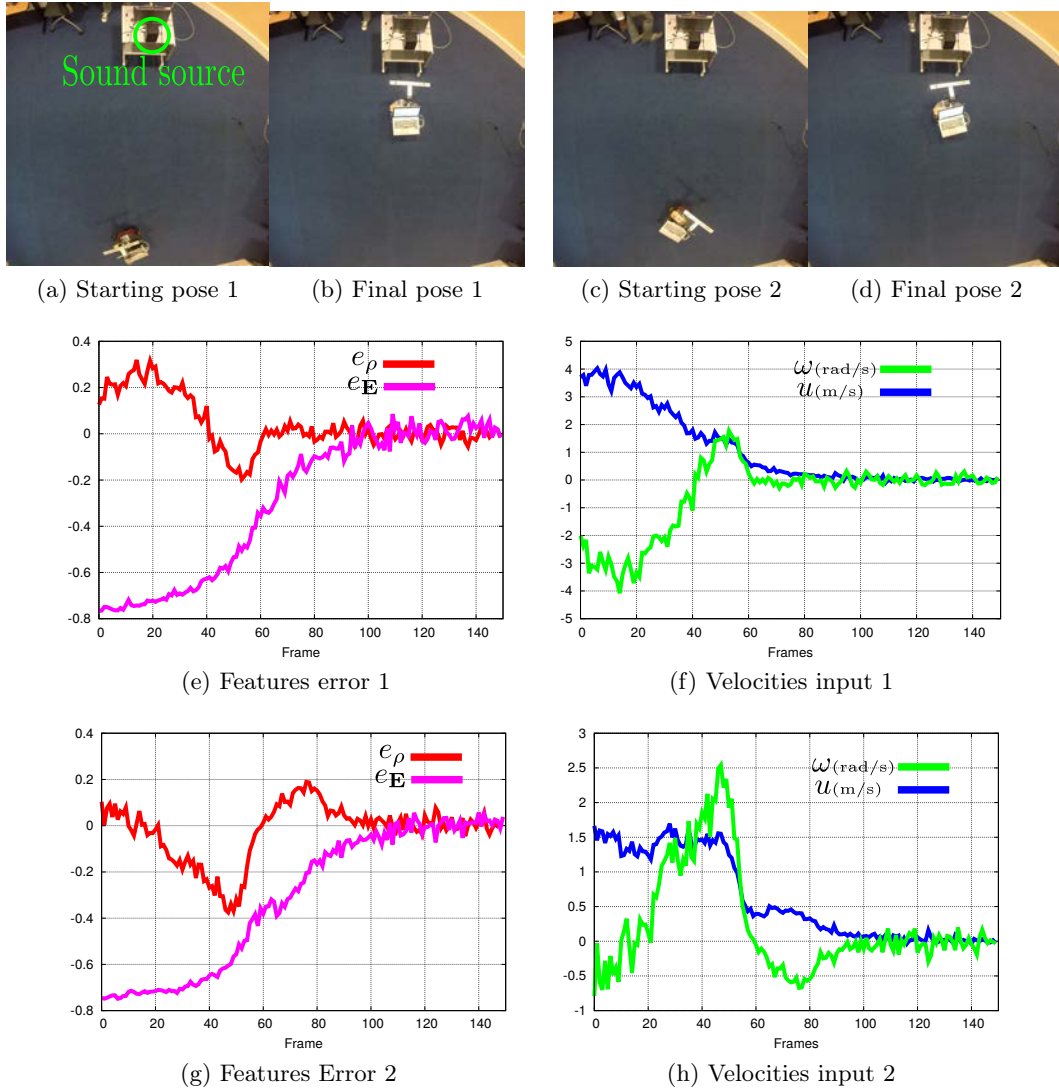 Sound source
(a) Starting pose 1
(b) Final pose 1
(c) Starting pose 2
(d) Final pose 2
0.4
0.2
0
-0.2
-0.4
-0.6
-0.8
0 20 40 60 80 100 120 140
Frame
e_ρ
e_E
(e) Features error 1
5
4
3
2
1
0
-1
-2
-3
-4
-5
0 20 40 60 80 100 120 140
Frames
ω(rad/s)
u(m/s)
(f) Velocities input 1
0.4
0.2
0
-0.2
-0.4
-0.6
-0.8
0 20 40 60 80 100 120 140
Frame
e_ρ
e_E
(g) Features Error 2
3
2.5
2
1.5
1
0.5
0
-0.5
-1
0 20 40 60 80 100 120 140
Frames
ω(rad/s)
u(m/s)
(h) Velocities input 2